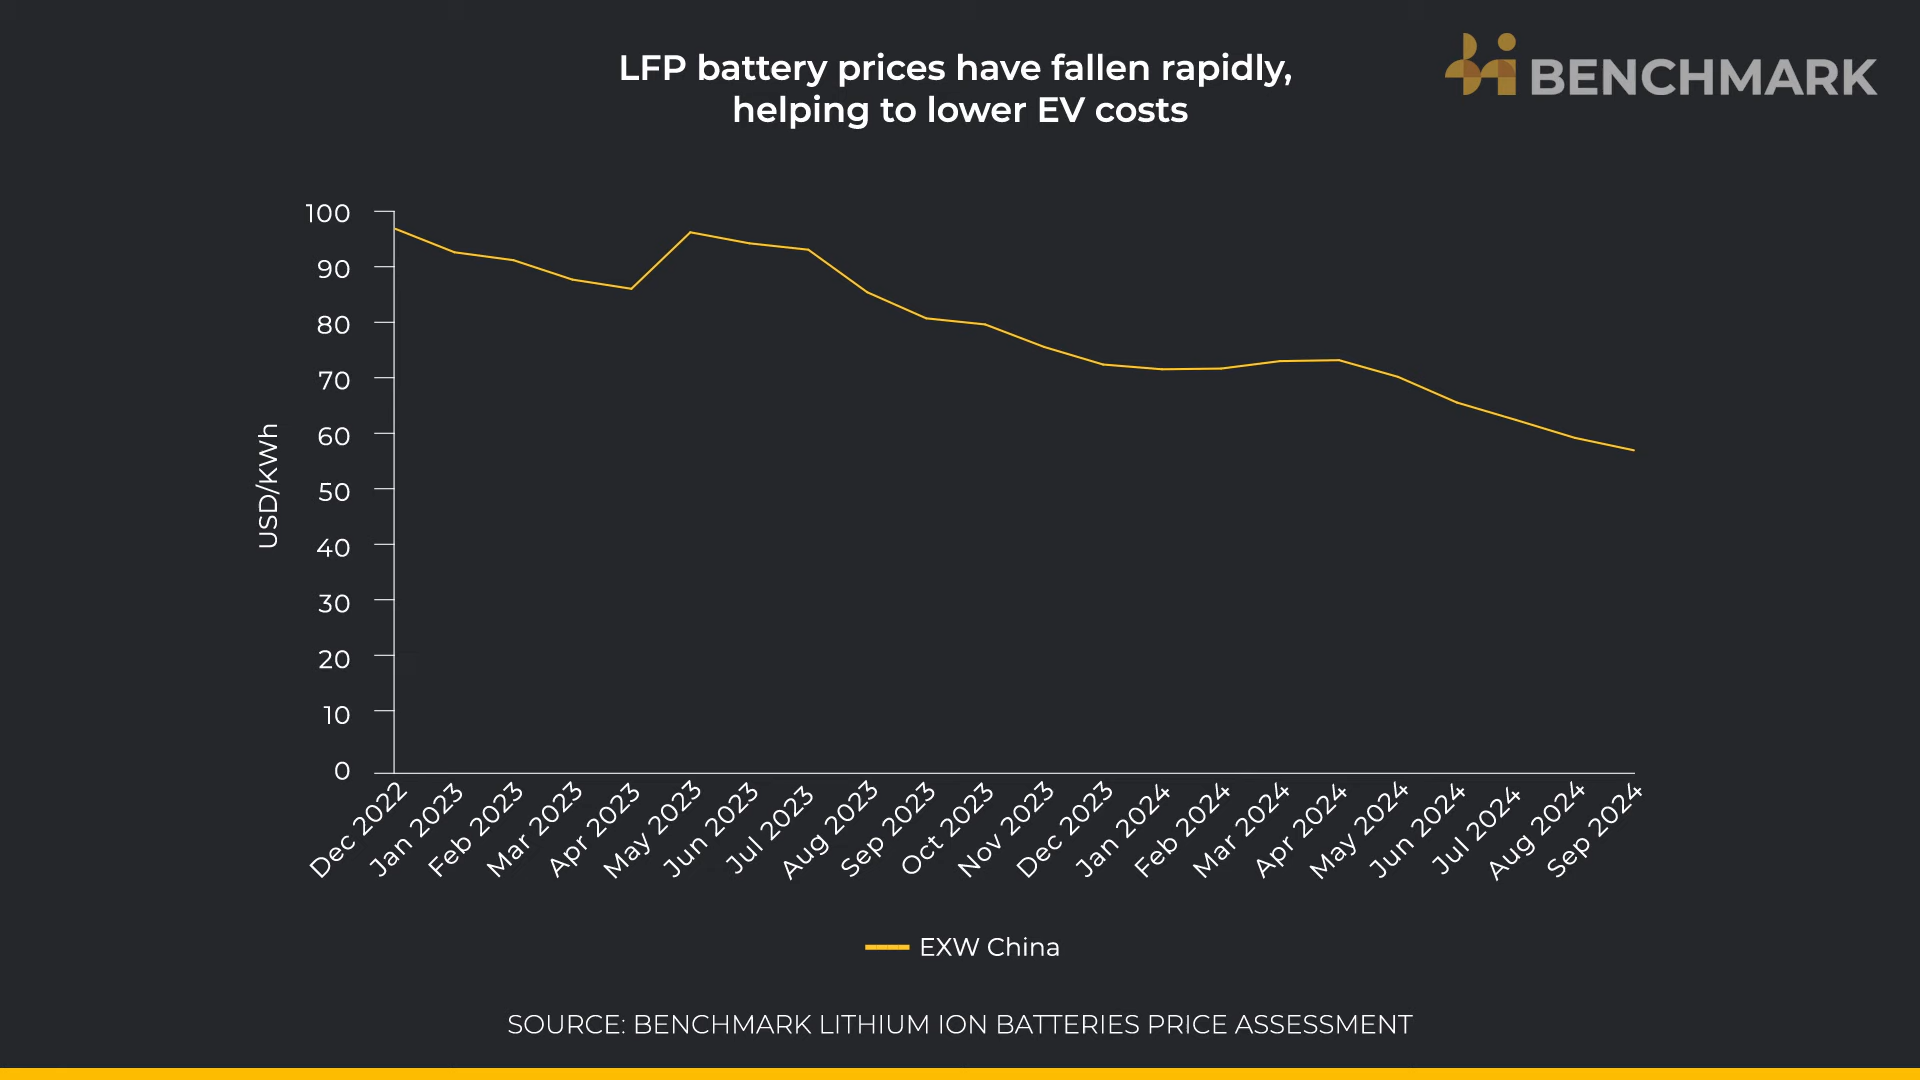 LFP battery prices have fallen rapidly,
helping to lower EV costs
BENCHMARK
100
90
80
70
60
50
40
30
20
10
0
USD/KWh
Dec 2022
Jan 2023
Feb 2023
Mar 2023
Apr 2023
May 2023
Jun 2023
Jul 2023
Aug 2023
Sep 2023
Oct 2023
Nov 2023
Dec 2023
Jan 2024
Feb 2024
Mar 2024
Apr 2024
May 2024
Jun 2024
Jul 2024
Aug 2024
Sep 2024
EXW China
SOURCE: BENCHMARK LITHIUM ION BATTERIES PRICE ASSESSMENT